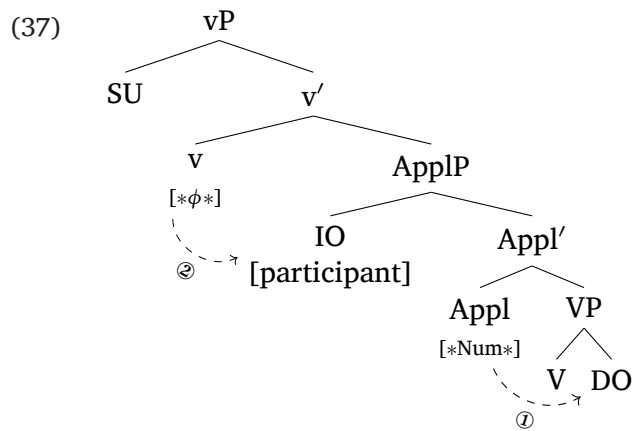 (37) vP
SU v′
v ApplP
[∗ϕ∗]
IO Appl′
② [participant]
Appl VP
[∗Num∗]
V DO
①